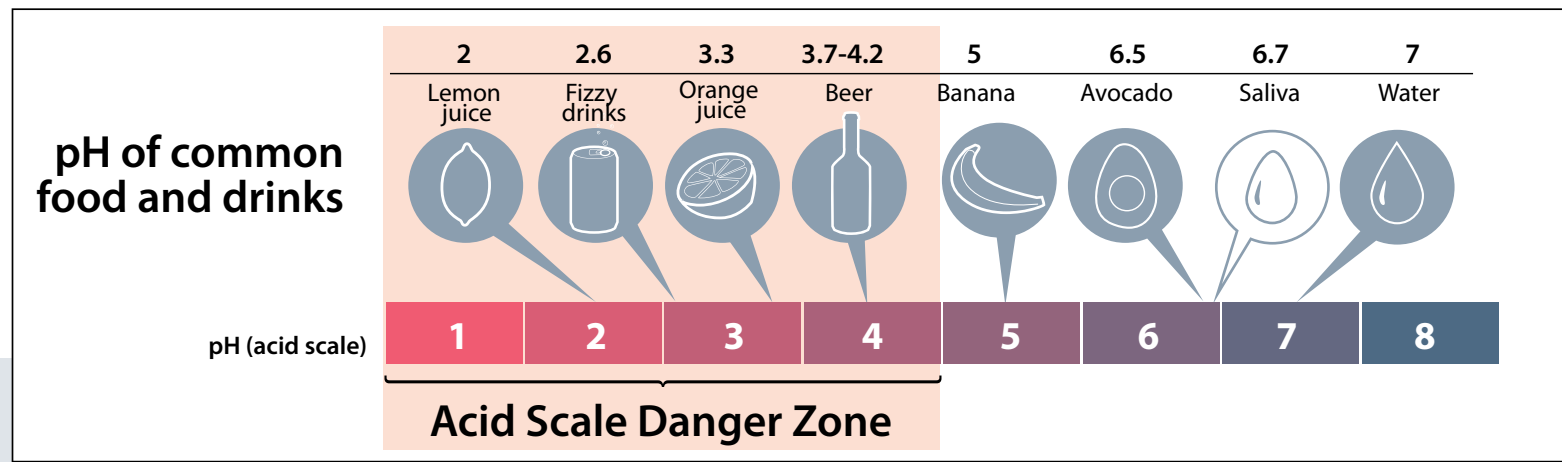 pH of common
food and drinks
2 2.6 3.3 3.7-4.2 5 6.5 6.7 7
Lemon
juice
Fizzy
drinks
Orange
juice
Beer
Banana
Avocado
Saliva
Water
pH (acid scale)
1 2 3 4 5 6 7 8
Acid Scale Danger Zone